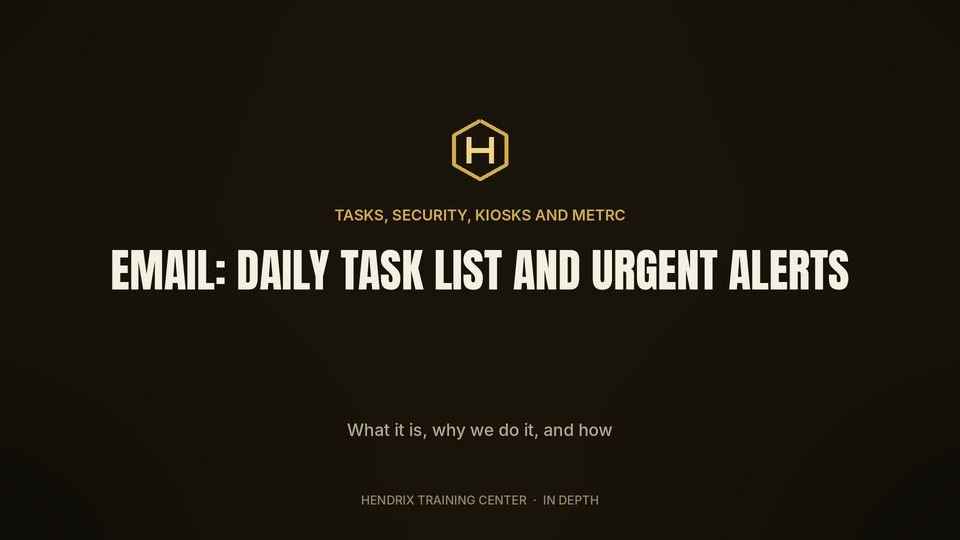 H
TASKS, SECURITY, KIOSKS AND METRC
EMAIL: DAILY TASK LIST AND URGENT ALERTS
What it is, why we do it, and how
HENDRIX TRAINING CENTER · IN DEPTH